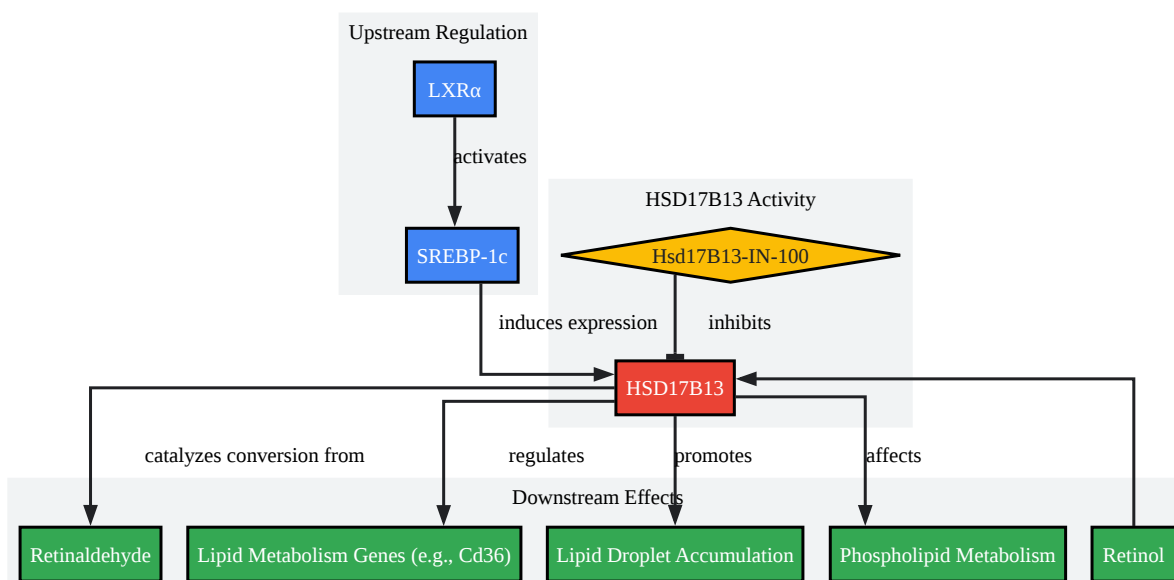 Upstream Regulation
LXRα
activates
HSD17B13 Activity
SREBP-1c
Hsd17B13-IN-100
induces expression
inhibits
HSD17B13
catalyzes conversion from
regulates
promotes
affects
Downstream Effects
Retinaldehyde
Lipid Metabolism Genes (e.g., Cd36)
Lipid Droplet Accumulation
Phospholipid Metabolism
Retinol